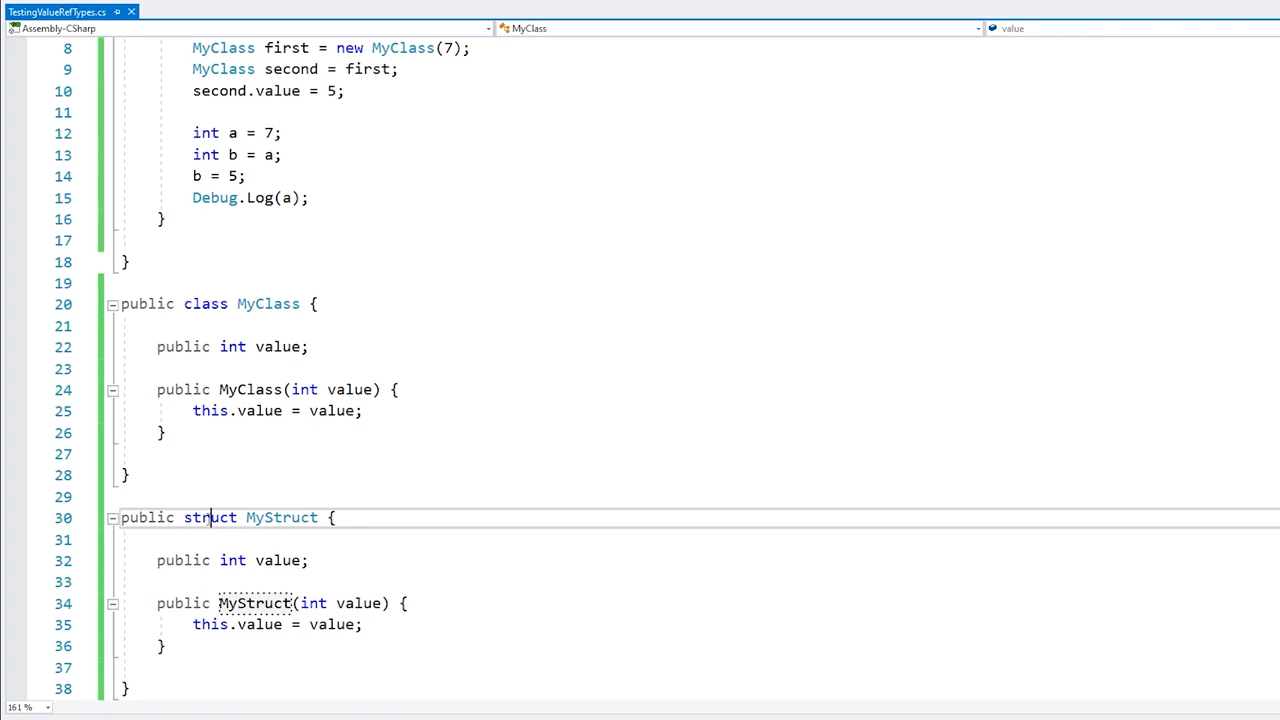 TestingValueRefTypes.cs
Assembly-CSharp MyClass value
8 MyClass first = new MyClass(7);
9 MyClass second = first;
10 second.value = 5;
11
12 int a = 7;
13 int b = a;
14 b = 5;
15 Debug.Log(a);
16 }
17
18 }
19
20 public class MyClass {
21
22 public int value;
23
24 public MyClass(int value) {
25 this.value = value;
26 }
27
28 }
29
30 public struct MyStruct {
31
32 public int value;
33
34 public MyStruct(int value) {
35 this.value = value;
36 }
37
38 }
161 %